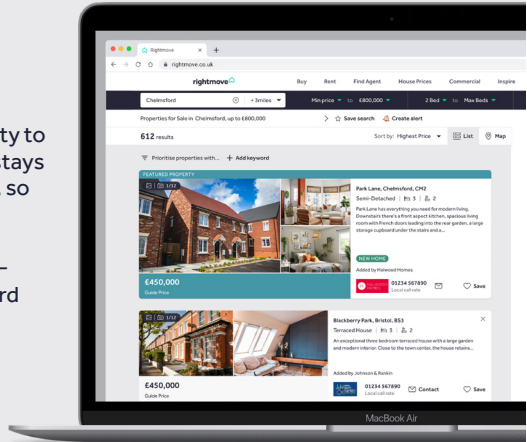 ty to
stays
so
–
rd
Rightmove
rightmove.co.uk
rightmove
Buy Rent Find Agent House Prices Commercial Inspire
Chelmsford + 3miles Min price to £800,000 2 Bed to Max Beds
Properties for Sale in Chelmsford, up to £800,000 Save search Create alert
612 results Sort by: Highest Price List Map
Prioritise properties with... + Add keyword
FEATURED PROPERTY
1/12
Park Lane, Chelmsford, CM2
Semi-Detached | 3 | 2
Park Lane has everything you need for modern living.
Downstairs there's a front aspect kitchen, spacious living
room with French doors leading into the rear garden, a large
storage cupboard under the stairs and a...
NEW HOME
Added by Halwood Homes
£450,000
Guide Price
01234 567890
Local call rate
Save
1/12
Blackberry Park, Bristol, BS3
Terraced House | 3 | 2
An exceptional three bedroom terraced house with a large garden
and modern interior. Close to the town center, the house retains...
Added by Johnson & Rankin
£450,000
Guide Price
01234 567890
Local call rate
Contact
Save
MacBook Air